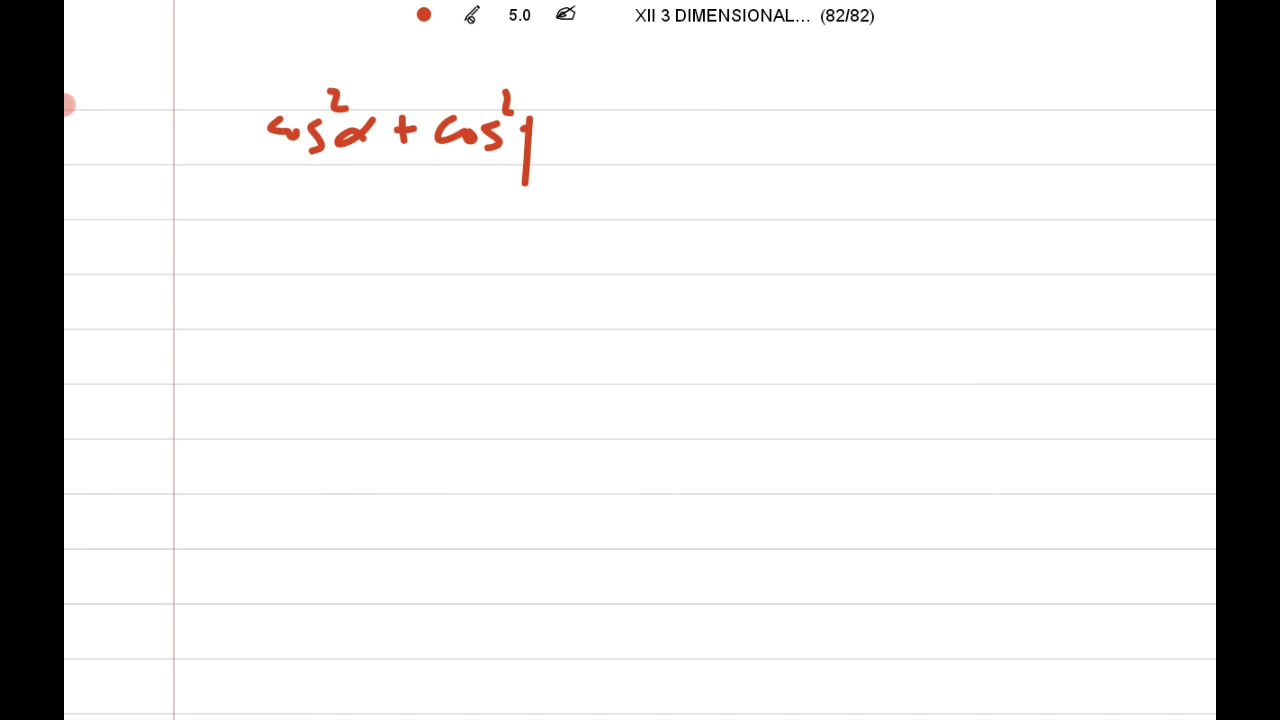 5.0 XII 3 DIMENSIONAL... (82/82)
cos²α + cos²